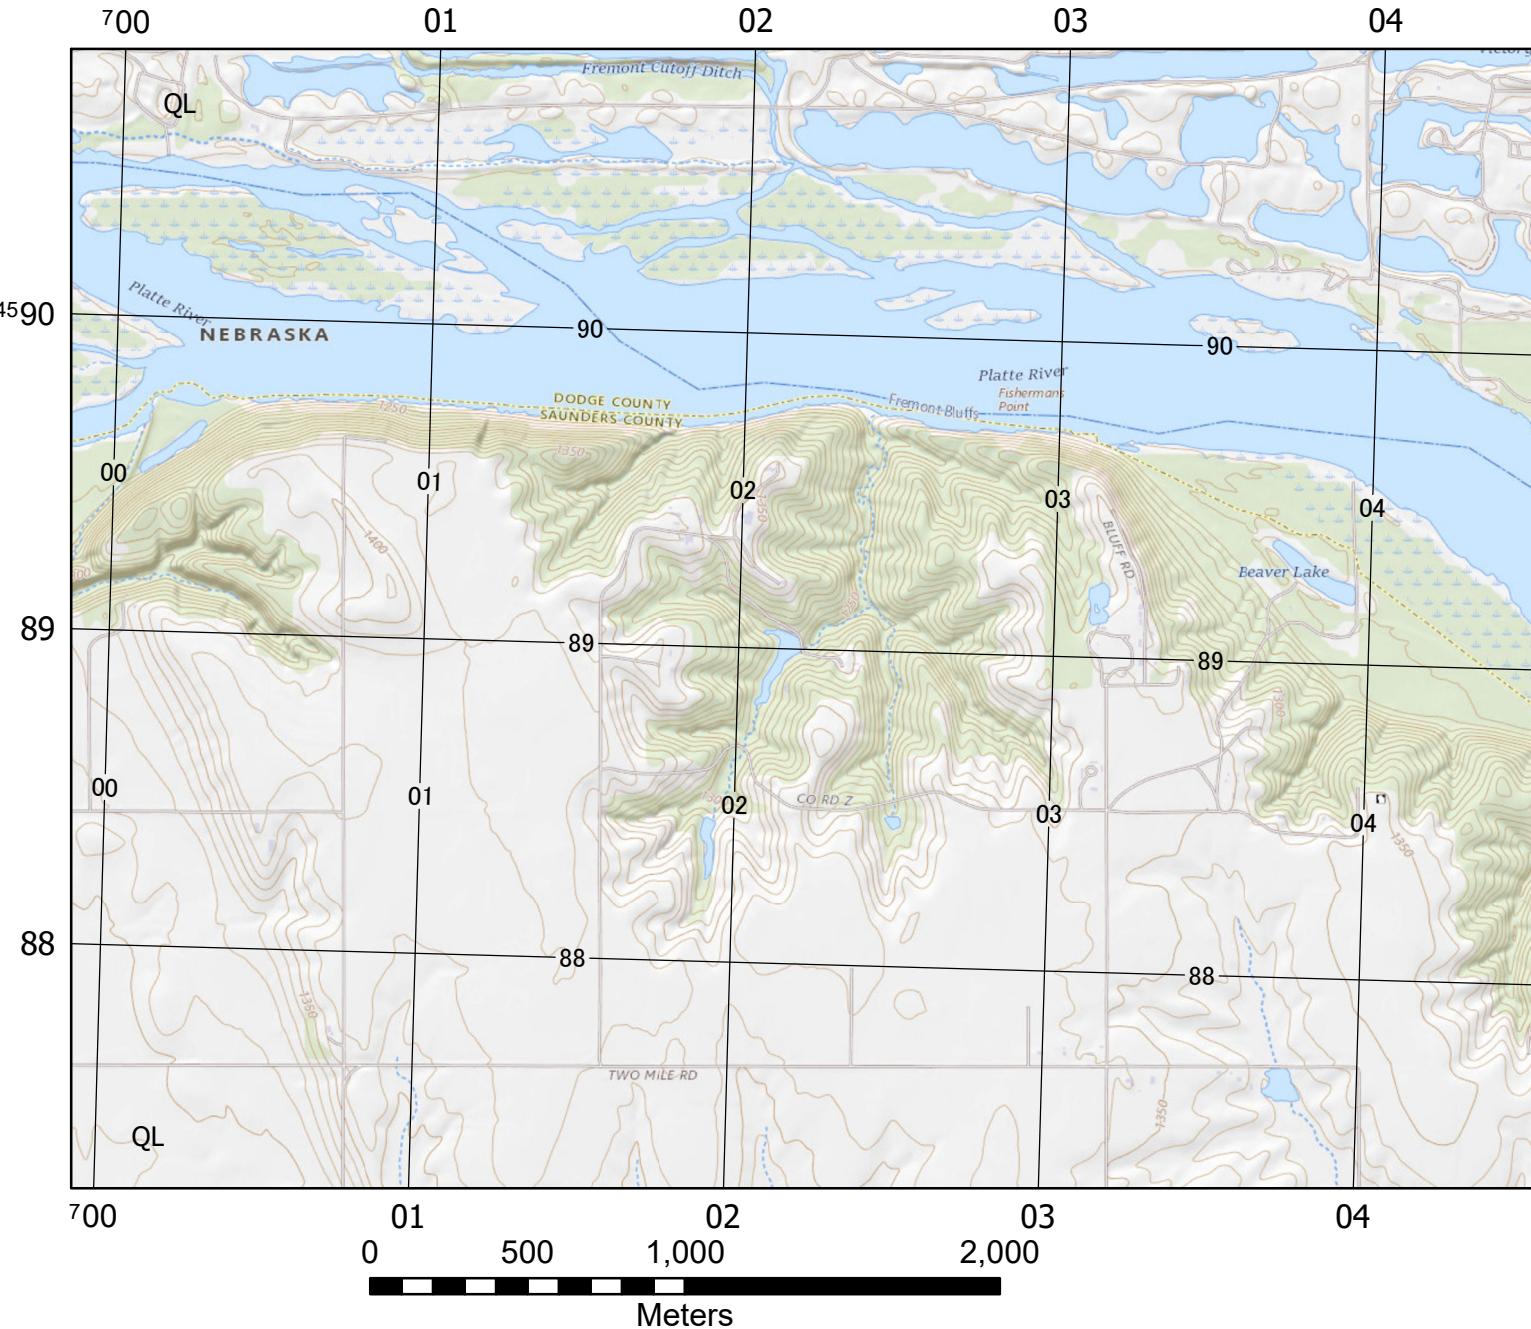 ⁷00 01 02 03 04
Fremont Cutoff Ditch
QL
Platte River
⁴⁵90
NEBRASKA
90
90
Platte River
Fishermans
Point
DODGE COUNTY
SAUNDERS COUNTY
Fremont Bluffs
1250
1350
00 01 02 03 04
1350
1400
BLUFF RD
Beaver Lake
1250
89
89
89
1300
00 01 02 03 04
CO RD Z
1350
88
88
88
1350
TWO MILE RD
1350
QL
⁷00 01 02 03 04
0 500 1,000 2,000
Meters